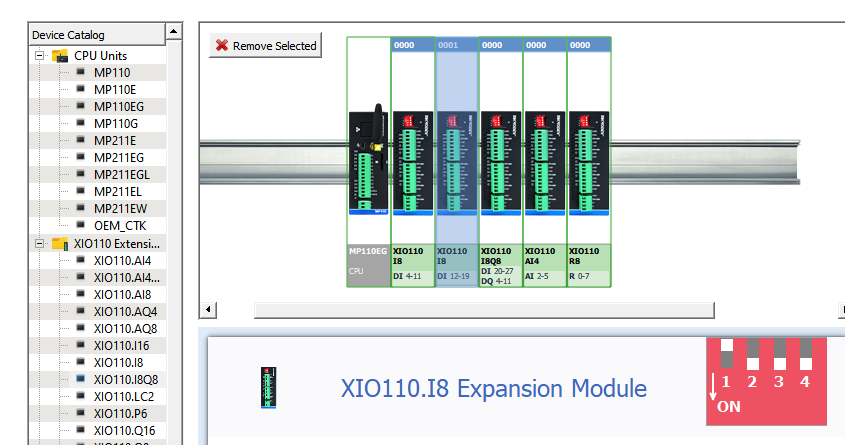 Device Catalog
CPU Units
MP110
MP110E
MP110EG
MP110G
MP211E
MP211EG
MP211EGL
MP211EL
MP211EW
OEM_CTK
XIO110 Extensi...
XIO110.AI4
XIO110.AI4...
XIO110.AI8
XIO110.AQ4
XIO110.AQ8
XIO110.I16
XIO110.I8
XIO110.I8Q8
XIO110.LC2
XIO110.P6
XIO110.Q16
Remove Selected
0000 0001 0000 0000 0000
MP110EG XIO110 XIO110 XIO110 XIO110 XIO110
I8 I8 I8Q8 AI4 R8
CPU DI 4-11 DI 12-19 DI 20-27 AI 2-5 R 0-7
DQ 4-11
XIO110.I8 Expansion Module
1 2 3 4
ON